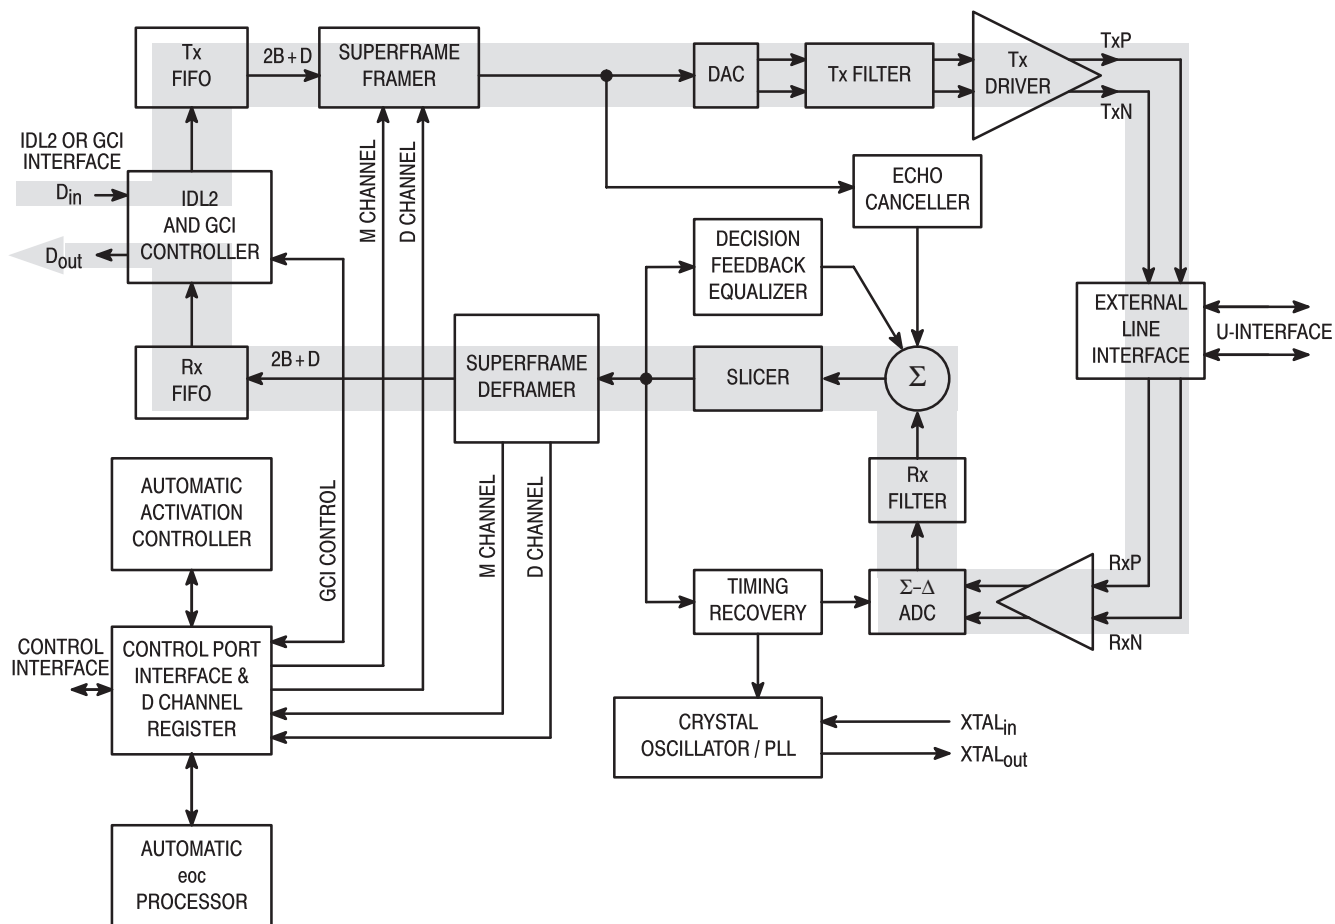 Tx
FIFO
2B+D
SUPERFRAME
FRAMER
DAC
Tx FILTER
Tx
DRIVER
TxP
TxN
IDL2 OR GCI
INTERFACE
Din
Dout
IDL2
AND GCI
CONTROLLER
M CHANNEL
D CHANNEL
ECHO
CANCELLER
DECISION
FEEDBACK
EQUALIZER
EXTERNAL
LINE
INTERFACE
U-INTERFACE
Rx
FIFO
2B+D
SUPERFRAME
DEFRAMER
SLICER
Σ
Rx
FILTER
AUTOMATIC
ACTIVATION
CONTROLLER
GCI CONTROL
M CHANNEL
D CHANNEL
TIMING
RECOVERY
Σ–Δ
ADC
RxP
RxN
CONTROL
INTERFACE
CONTROL PORT
INTERFACE &
D CHANNEL
REGISTER
CRYSTAL
OSCILLATOR / PLL
XTALin
XTALout
AUTOMATIC
eoc
PROCESSOR